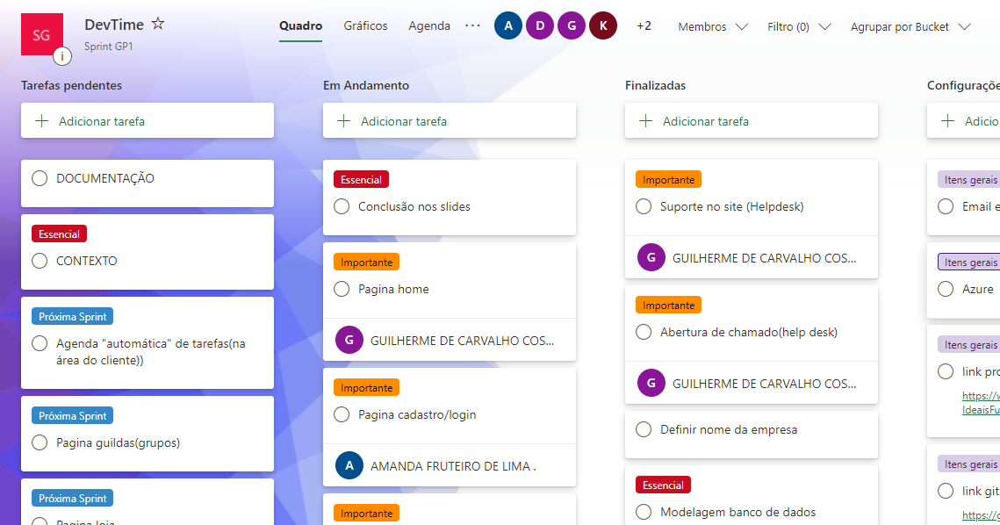 SG
DevTime
Sprint GP1
i
Quadro
Gráficos
Agenda
...
A
D
G
K
+2
Membros
Filtro (0)
Agrupar por Bucket
Tarefas pendentes
Adicionar tarefa
DOCUMENTAÇÃO
Essencial
CONTEXTO
Próxima Sprint
Agenda "automática" de tarefas(na
área do cliente))
Próxima Sprint
Pagina guildas(grupos)
Próxima Sprint
Pagina loja
Em Andamento
Adicionar tarefa
Essencial
Conclusão nos slides
Importante
Pagina home
G
GUILHERME DE CARVALHO COS...
Importante
Pagina cadastro/login
A
AMANDA FRUTEIRO DE LIMA .
Importante
Finalizadas
Adicionar tarefa
Importante
Suporte no site (Helpdesk)
G
GUILHERME DE CARVALHO COS...
Importante
Abertura de chamado(help desk)
G
GUILHERME DE CARVALHO COS...
Definir nome da empresa
Essencial
Modelagem banco de dados
Configuraçõe
Adicio
Itens gerais
Email e
Itens gerais
Azure
Itens gerais
link pro
https://w
IdeaisFu
Itens gerais
link git
https://g